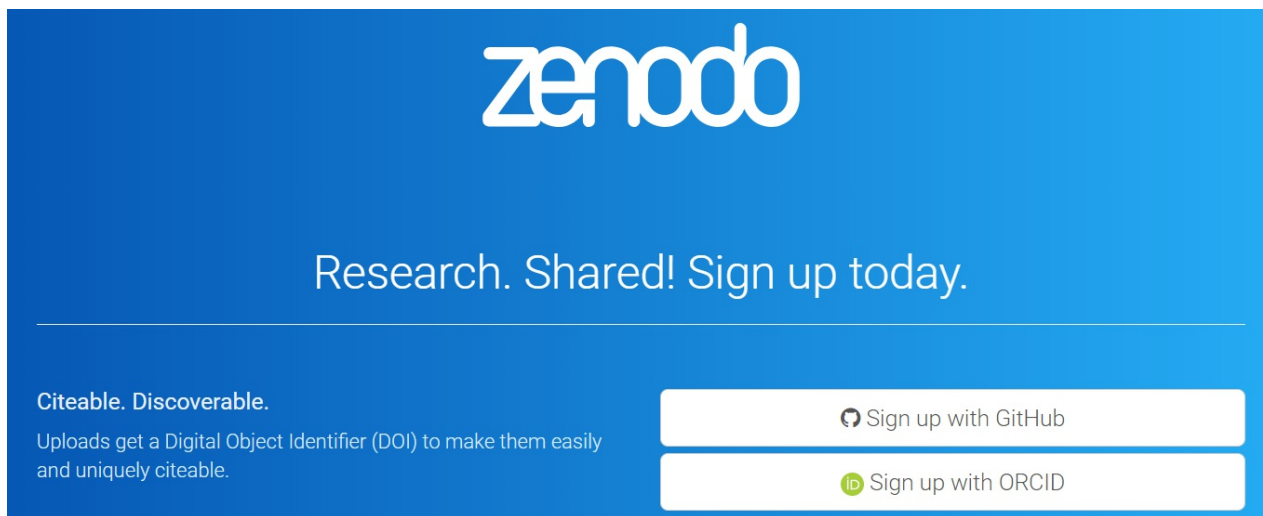 zenodo
Research. Shared! Sign up today.
Citeable. Discoverable.
Uploads get a Digital Object Identifier (DOI) to make them easily
and uniquely citeable.
Sign up with GitHub
iD Sign up with ORCID